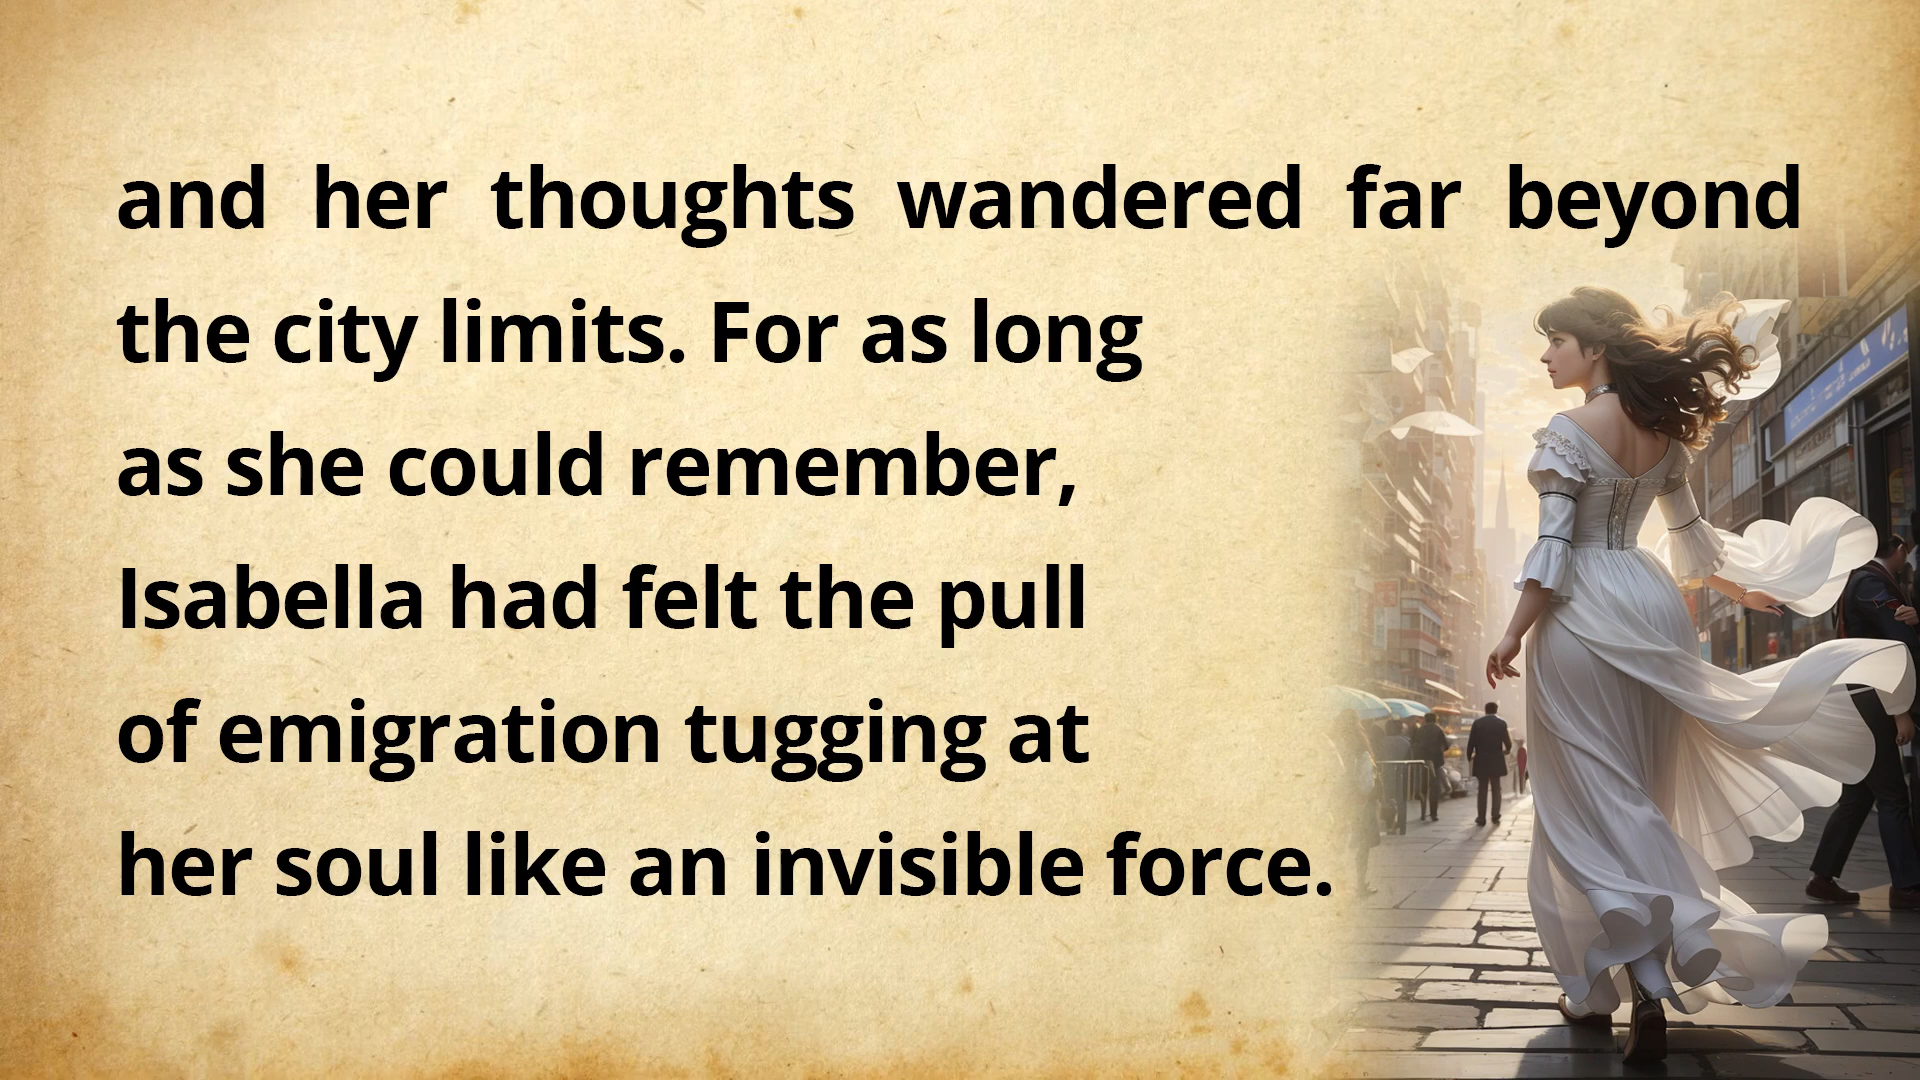 and her thoughts wandered far beyond
the city limits. For as long
as she could remember,
Isabella had felt the pull
of emigration tugging at
her soul like an invisible force.